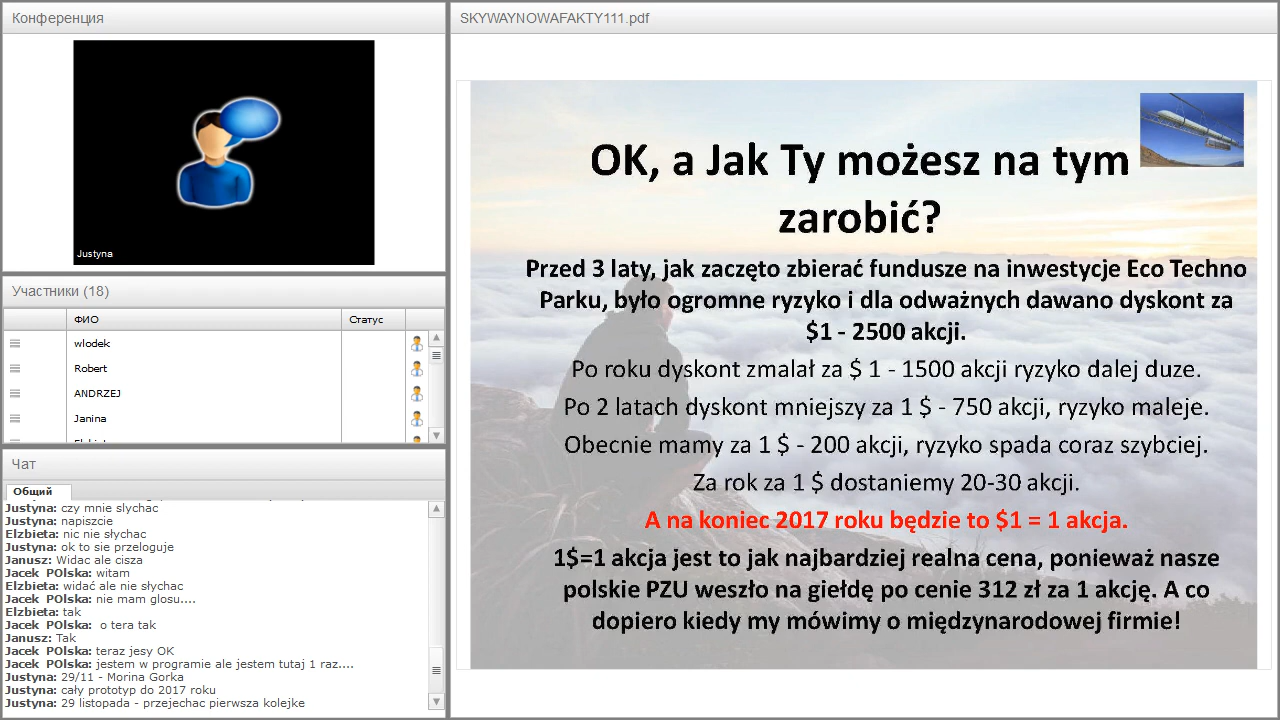 Конференция
Justyna
Участники (18)
ФИО
Статус
wlodek
Robert
ANDRZEJ
Janina
Чат
Общий
Justyna: czy mnie slychac
Justyna: napiszcie
Elzbieta: nic nie słychac
Justyna: ok to sie przeloguje
Janusz: Widac ale cisza
Jacek POlska: witam
Elzbieta: widać ale nie słychac
Jacek POlska: nie mam glosu....
Elzbieta: tak
Jacek POlska: o tera tak
Janusz: Tak
Jacek POlska: teraz jesy OK
Jacek POlska: jestem w programie ale jestem tutaj 1 raz....
Justyna: 29/11 - Morina Gorka
Justyna: cały prototyp do 2017 roku
Justyna: 29 listopada - przeychac pierwsza kolejke
SKYWAYNOWAFAKTY111.pdf
OK, a Jak Ty możesz na tym
zarobić?
Przed 3 laty, jak zaczęto zbierać fundusze na inwestycje Eco Techno
Parku, było ogromne ryzyko i dla odważnych dawano dyskont za
$1 - 2500 akcji.
Po roku dyskont zmalał za $ 1 - 1500 akcji ryzyko dalej duze.
Po 2 latach dyskont mniejszy za 1 $ - 750 akcji, ryzyko maleje.
Obecnie mamy za 1 $ - 200 akcji, ryzyko spada coraz szybciej.
Za rok za 1 $ dostaniemy 20-30 akcji.
A na koniec 2017 roku będzie to $1 = 1 akcja.
1$=1 akcja jest to jak najbardziej realna cena, ponieważ nasze
polskie PZU weszło na giełdę po cenie 312 zł za 1 akcję. A co
dopiero kiedy my mówimy o międzynarodowej firmie!